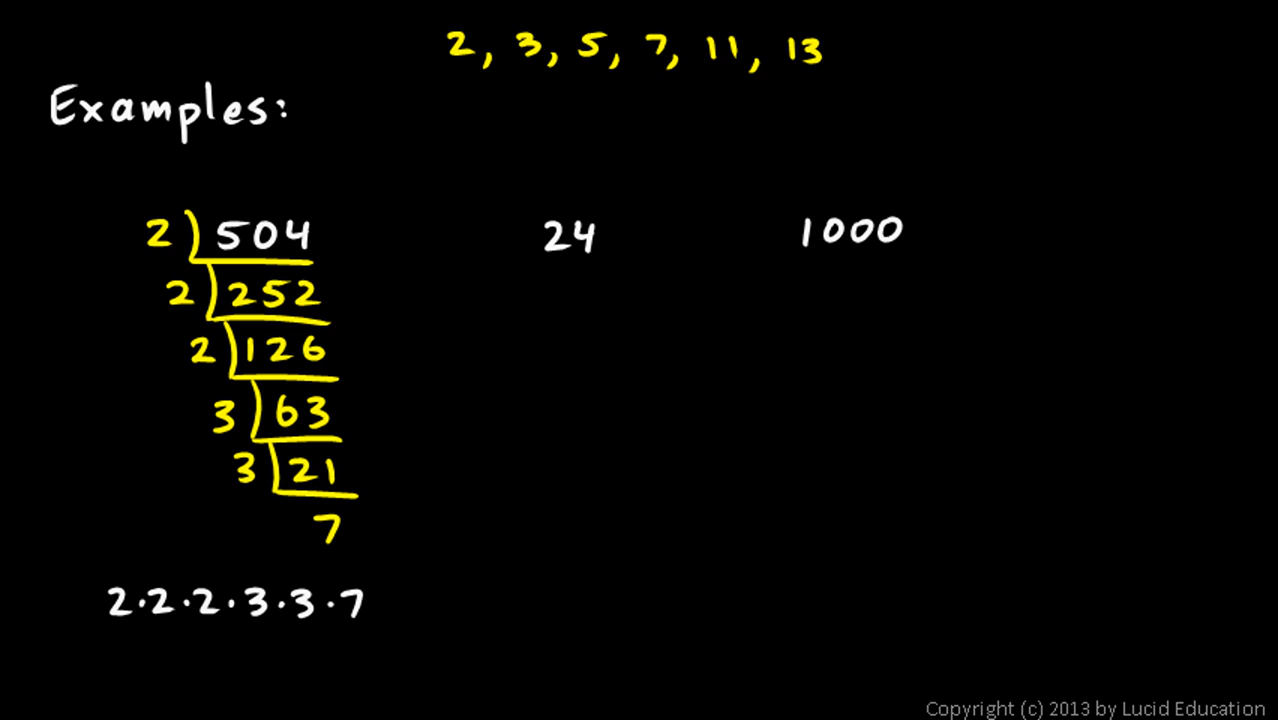 2, 3, 5, 7, 11, 13
Examples:
2 ) 504 24 1000
2 ) 252
2 ) 126
3 ) 63
3 ) 21
7
2·2·2·3·3·7
Copyright (c) 2013 by Lucid Education